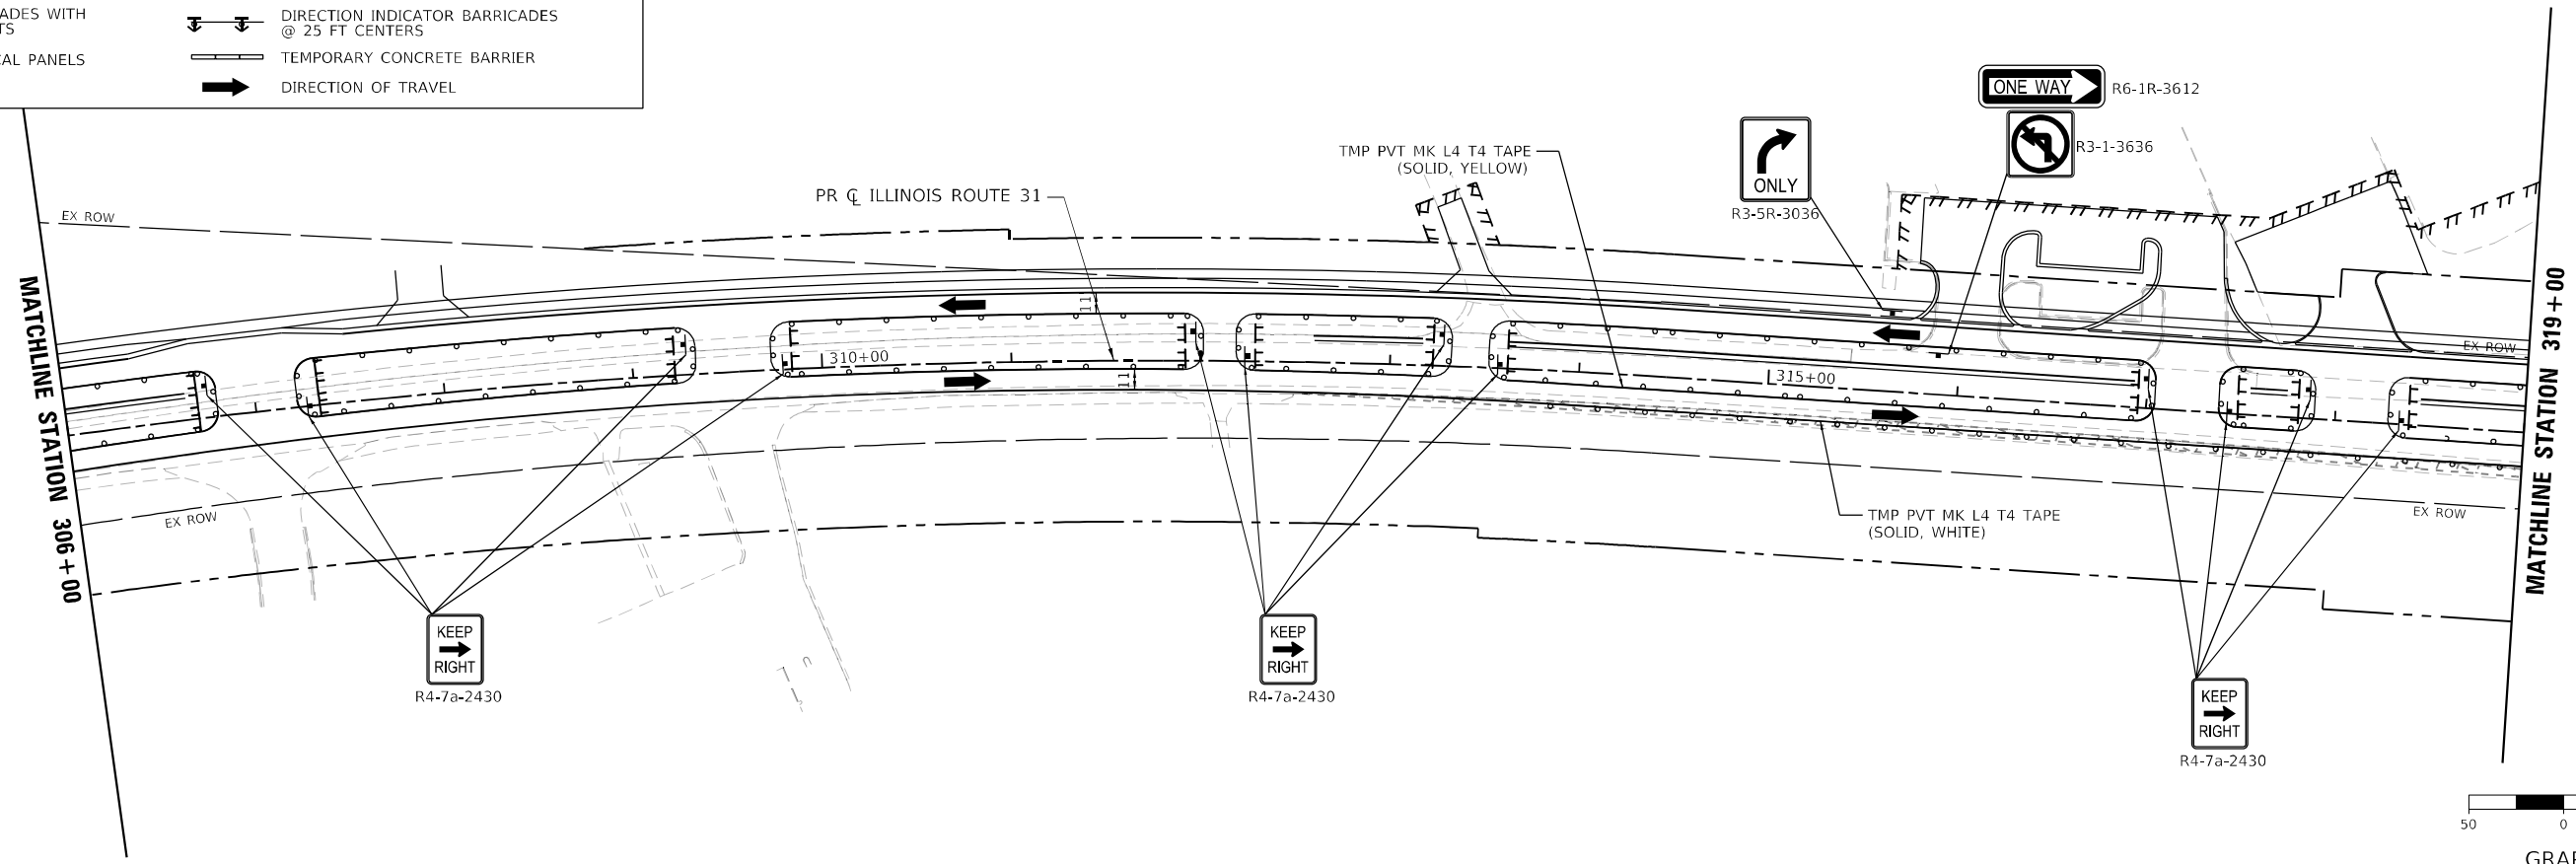 ADES WITH
TS
CAL PANELS
DIRECTION INDICATOR BARRICADES
@ 25 FT CENTERS
TEMPORARY CONCRETE BARRIER
DIRECTION OF TRAVEL
ONE WAY
R6-1R-3612
R3-1-3636
ONLY
R3-5R-3036
TMP PVT MK L4 T4 TAPE
(SOLID, YELLOW)
PR ℄ ILLINOIS ROUTE 31
EX ROW
MATCHLINE STATION 306+00
MATCHLINE STATION 319+00
11
310+00
11
315+00
EX ROW
EX ROW
EX ROW
TMP PVT MK L4 T4 TAPE
(SOLID, WHITE)
KEEP
RIGHT
R4-7a-2430
KEEP
RIGHT
R4-7a-2430
KEEP
RIGHT
R4-7a-2430
50
0